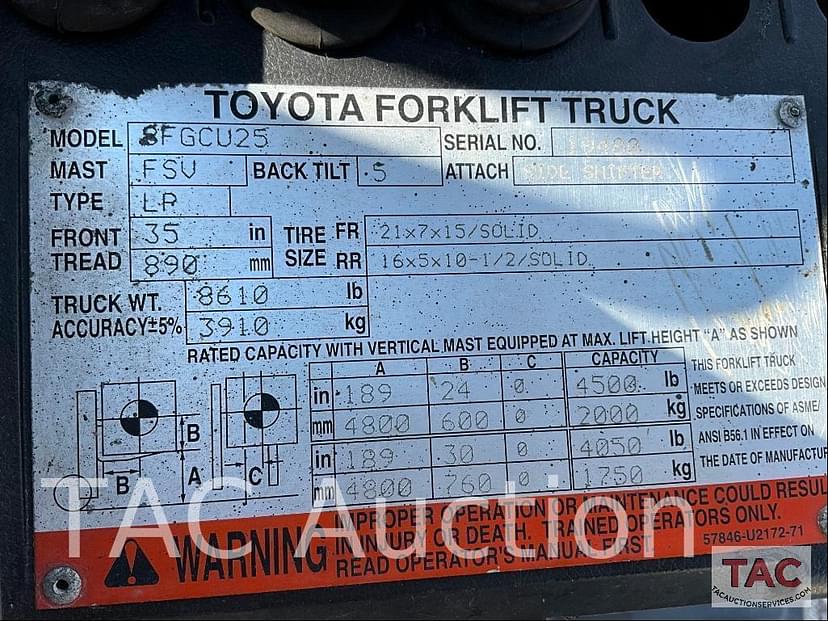 TOYOTA FORKLIFT TRUCK
MODEL 8FGCU25 SERIAL NO. 19488
MAST FSV BACK TILT 5 ATTACH SIDE SHIFTER
TYPE LP
FRONT TREAD 35 in 890 mm
TIRE SIZE FR 21x7x15/SOLID
RR 16x5x10-1/2/SOLID
TRUCK WT. 8610 lb
ACCURACY±5% 3910 kg
RATED CAPACITY WITH VERTICAL MAST EQUIPPED AT MAX. LIFT HEIGHT "A" AS SHOWN
A B C CAPACITY
in 189 24 0 4500 lb
mm 4800 600 0 2000 kg
in 189 30 0 4050 lb
mm 4800 760 0 1750 kg
B A B C
THIS FORKLIFT TRUCK
MEETS OR EXCEEDS DESIGN
SPECIFICATIONS OF ASME/
ANSI B56.1 IN EFFECT ON
THE DATE OF MANUFACTUR
WARNING
IMPROPER OPERATION OR MAINTENANCE COULD RESUL
IN INJURY OR DEATH. TRAINED OPERATORS ONLY.
READ OPERATOR'S MANUAL FIRST.
57846-U2172-71
TAC Auction
TAC
TACAUCTIONSERVICES.COM